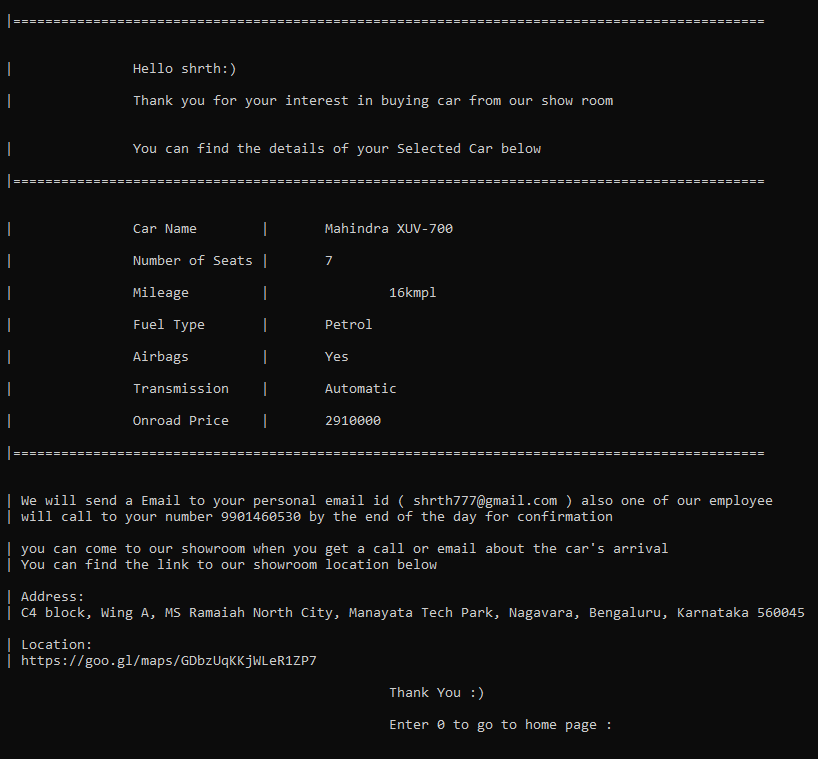 |==============================================================================================
| Hello shrth:)
| Thank you for your interest in buying car from our show room
| You can find the details of your Selected Car below
|==============================================================================================
| Car Name | Mahindra XUV-700
| Number of Seats | 7
| Mileage | 16kmpl
| Fuel Type | Petrol
| Airbags | Yes
| Transmission | Automatic
| Onroad Price | 2910000
|==============================================================================================
| We will send a Email to your personal email id ( shrth777@gmail.com ) also one of our employee
| will call to your number 9901460530 by the end of the day for confirmation
| you can come to our showroom when you get a call or email about the car's arrival
| You can find the link to our showroom location below
| Address:
| C4 block, Wing A, MS Ramaiah North City, Manayata Tech Park, Nagavara, Bengaluru, Karnataka 560045
| Location:
| https://goo.gl/maps/GDbzUqKKjWLeR1ZP7
Thank You :)
Enter 0 to go to home page :